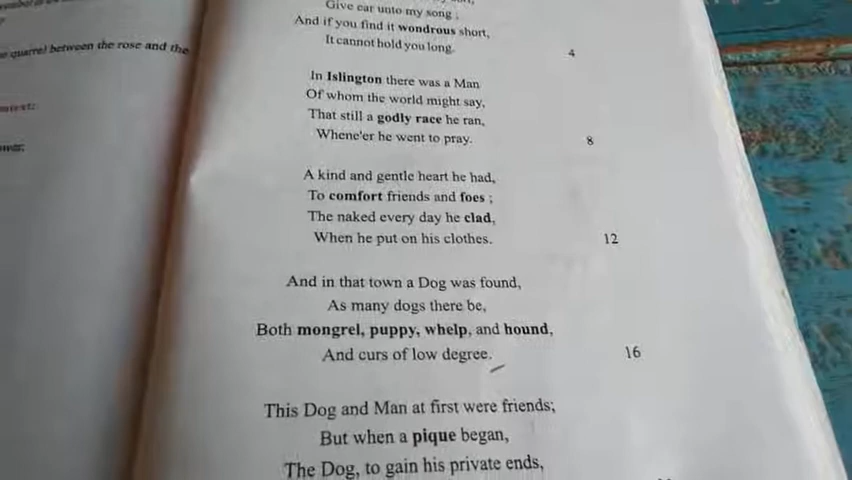 quarrel between the rose and the
Give ear unto my song ;
And if you find it wondrous short,
It cannot hold you long.
4
In Islington there was a Man
Of whom the world might say,
That still a godly race he ran,
Whene'er he went to pray.
8
A kind and gentle heart he had,
To comfort friends and foes ;
The naked every day he clad,
When he put on his clothes.
12
And in that town a Dog was found,
As many dogs there be,
Both mongrel, puppy, whelp, and hound,
And curs of low degree.
16
This Dog and Man at first were friends;
But when a pique began,
The Dog, to gain his private ends,